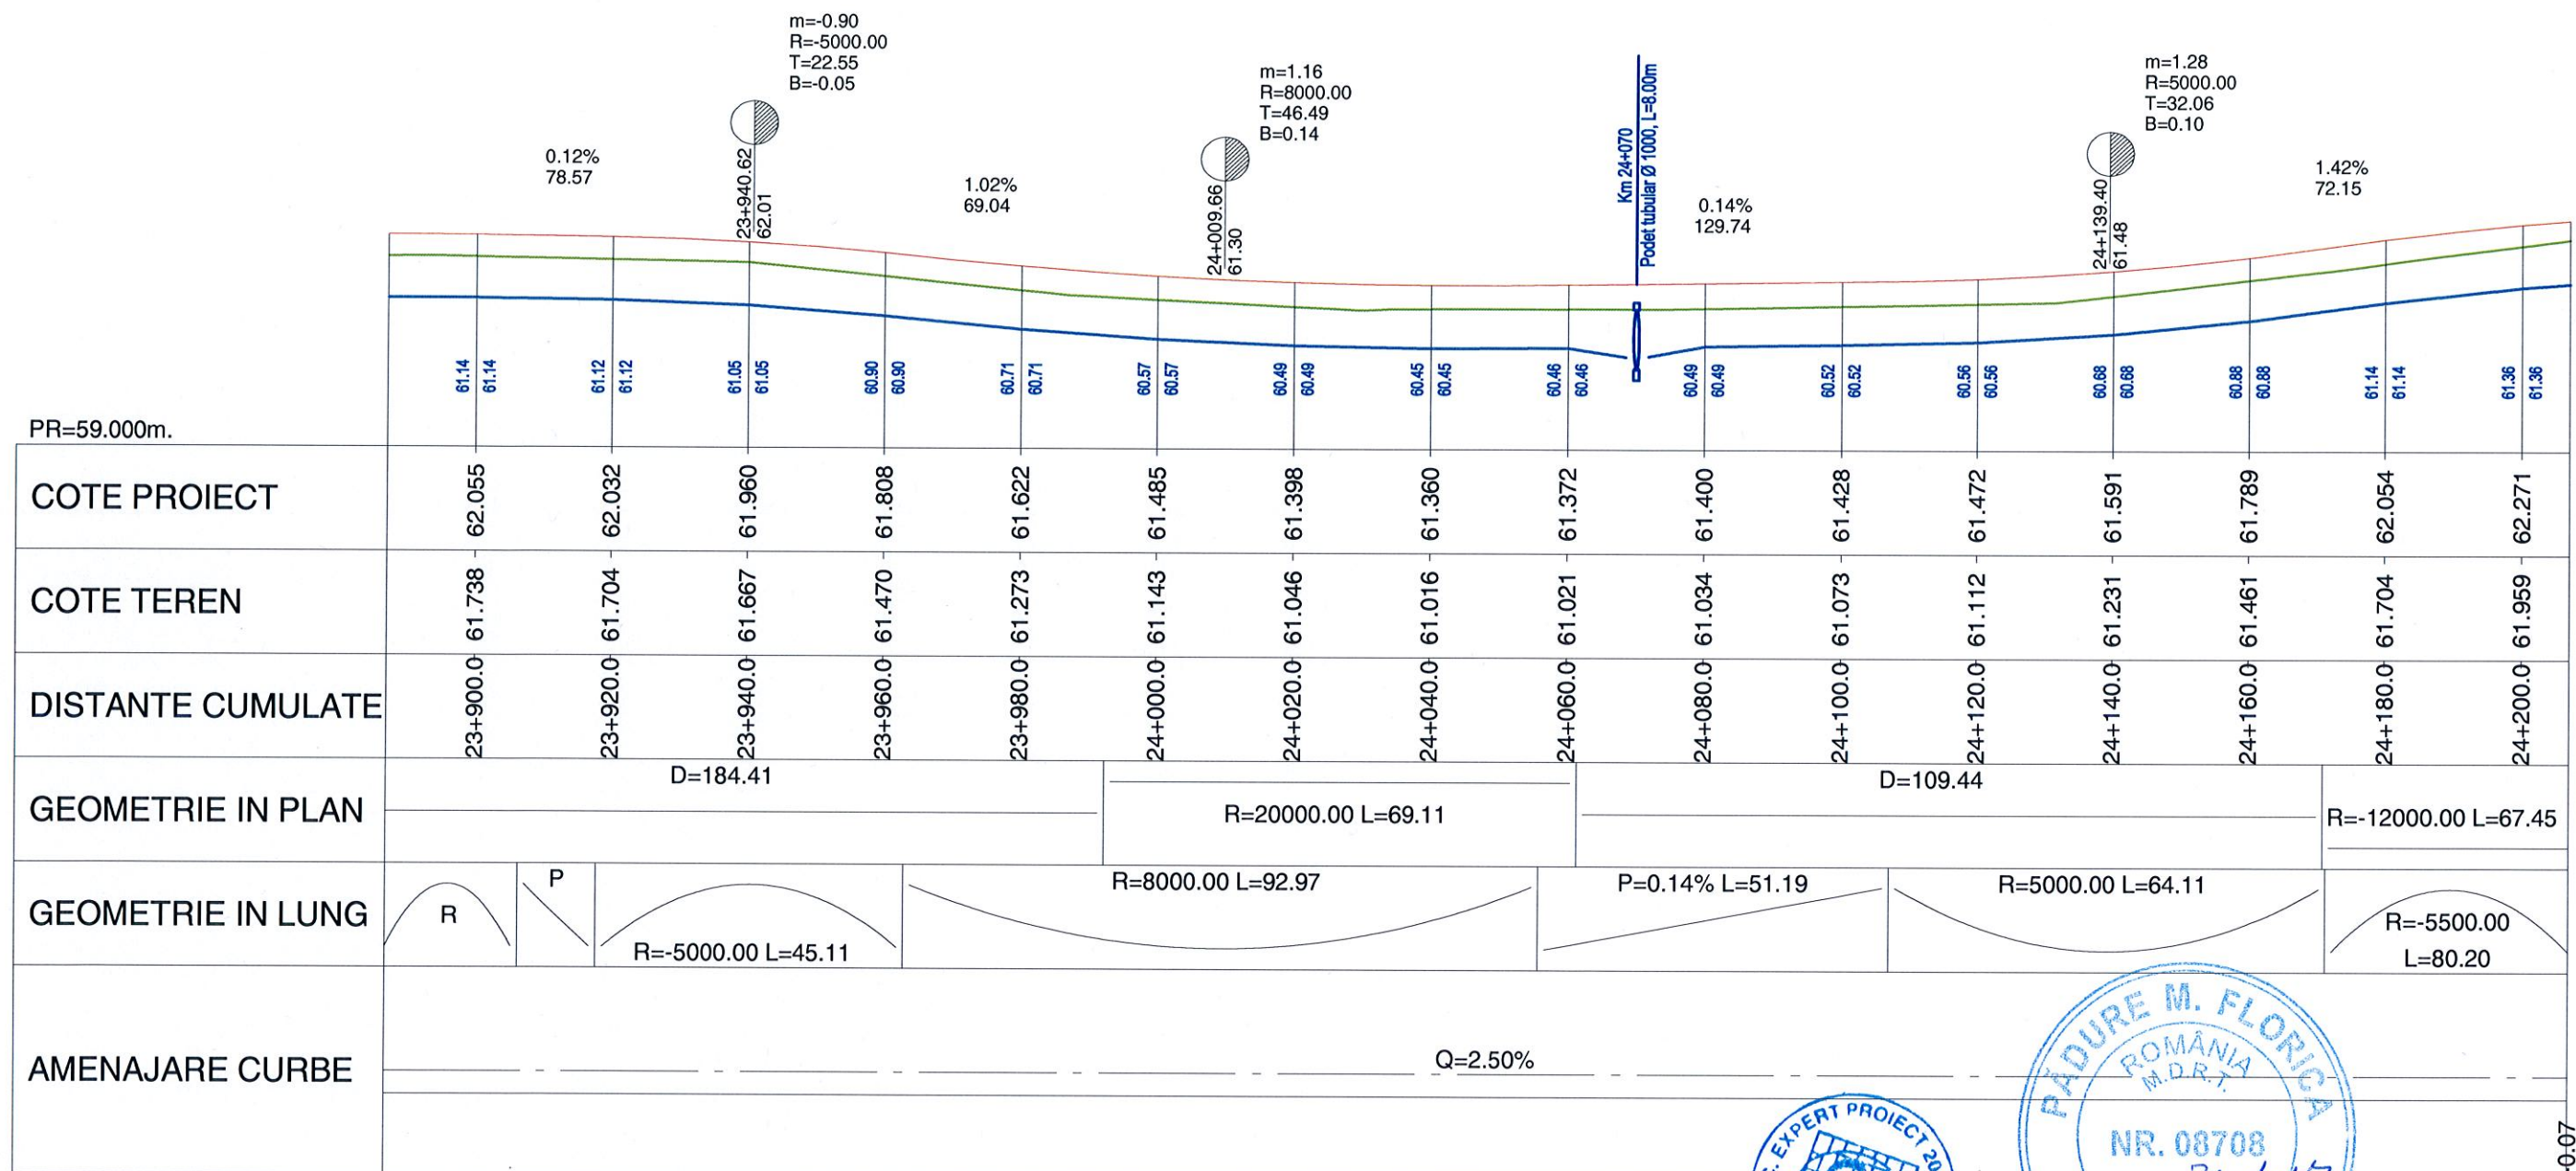 m=-0.90
R=-5000.00
T=22.55
B=-0.05
m=1.16
R=8000.00
T=46.49
B=0.14
m=1.28
R=5000.00
T=32.06
B=0.10
0.12%
78.57
23+940.62
62.01
1.02%
69.04
24+009.66
61.30
Km 24+070
Podet tubular Ø 1000, L=8.00m
0.14%
129.74
24+139.40
61.48
1.42%
72.15
61.14 61.14 61.12 61.12 61.05 61.05 60.90 60.90 60.71 60.71 60.57 60.57 60.49 60.49 60.45 60.45 60.46 60.46 60.49 60.49 60.52 60.52 60.56 60.56 60.68 60.68 60.88 60.88 61.14 61.14 61.36 61.36
PR=59.000m.
COTE PROIECT 62.055 62.032 61.960 61.808 61.622 61.485 61.398 61.360 61.372 61.400 61.428 61.472 61.591 61.789 62.054 62.271
COTE TEREN 61.738 61.704 61.667 61.470 61.273 61.143 61.046 61.016 61.021 61.034 61.073 61.112 61.231 61.461 61.704 61.959
DISTANTE CUMULATE 23+900.0 23+920.0 23+940.0 23+960.0 23+980.0 24+000.0 24+020.0 24+040.0 24+060.0 24+080.0 24+100.0 24+120.0 24+140.0 24+160.0 24+180.0 24+200.0
GEOMETRIE IN PLAN D=184.41 R=20000.00 L=69.11 D=109.44 R=-12000.00 L=67.45
GEOMETRIE IN LUNG R P R=-5000.00 L=45.11 R=8000.00 L=92.97 P=0.14% L=51.19 R=5000.00 L=64.11 R=-5500.00
L=80.20
AMENAJARE CURBE Q=2.50%
PĂDURE M. FLORICA
ROMÂNIA
M.D.R.T.
NR. 08708
EXPERT PROIECT 20